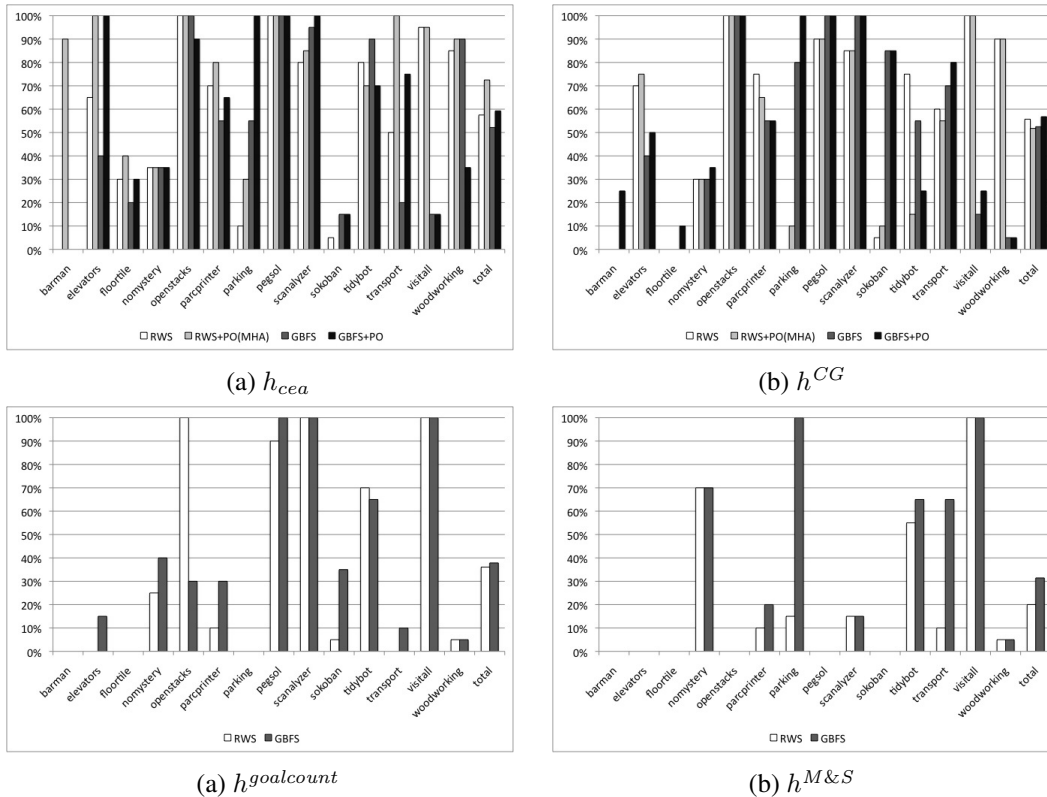 100%
90%
80%
70%
60%
50%
40%
30%
20%
10%
0%
barman
elevators
floortile
nomystery
openstacks
parcprinter
parking
pegsol
scanalyzer
sokoban
tidybot
transport
visitall
woodworking
total
RWS RWS+PO(MHA) GBFS GBFS+PO
(a) h_{cea}
100%
90%
80%
70%
60%
50%
40%
30%
20%
10%
0%
barman
elevators
floortile
nomystery
openstacks
parcprinter
parking
pegsol
scanalyzer
sokoban
tidybot
transport
visitall
woodworking
total
RWS RWS+PO(MHA) GBFS GBFS+PO
(b) h^{CG}
100%
90%
80%
70%
60%
50%
40%
30%
20%
10%
0%
barman
elevators
floortile
nomystery
openstacks
parcprinter
parking
pegsol
scanalyzer
sokoban
tidybot
transport
visitall
woodworking
total
RWS GBFS
(a) h^{goalcount}
100%
90%
80%
70%
60%
50%
40%
30%
20%
10%
0%
barman
elevators
floortile
nomystery
openstacks
parcprinter
parking
pegsol
scanalyzer
sokoban
tidybot
transport
visitall
woodworking
total
RWS GBFS
(b) h^{M&S}